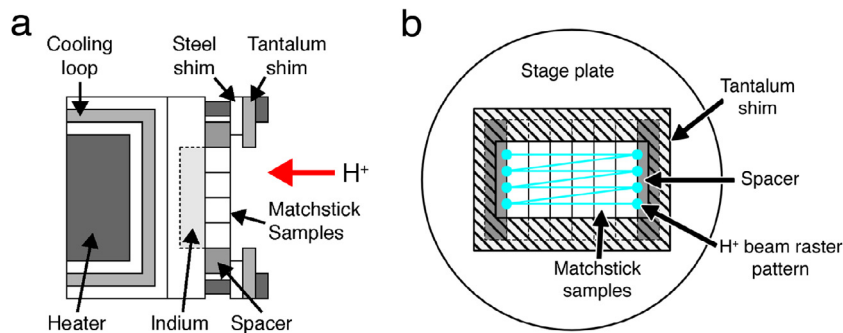 a
Cooling
loop
Steel
shim
Tantalum
shim
H⁺
Matchstick
Samples
Heater
Indium
Spacer
b
Stage plate
Tantalum
shim
Spacer
H⁺ beam raster
pattern
Matchstick
samples